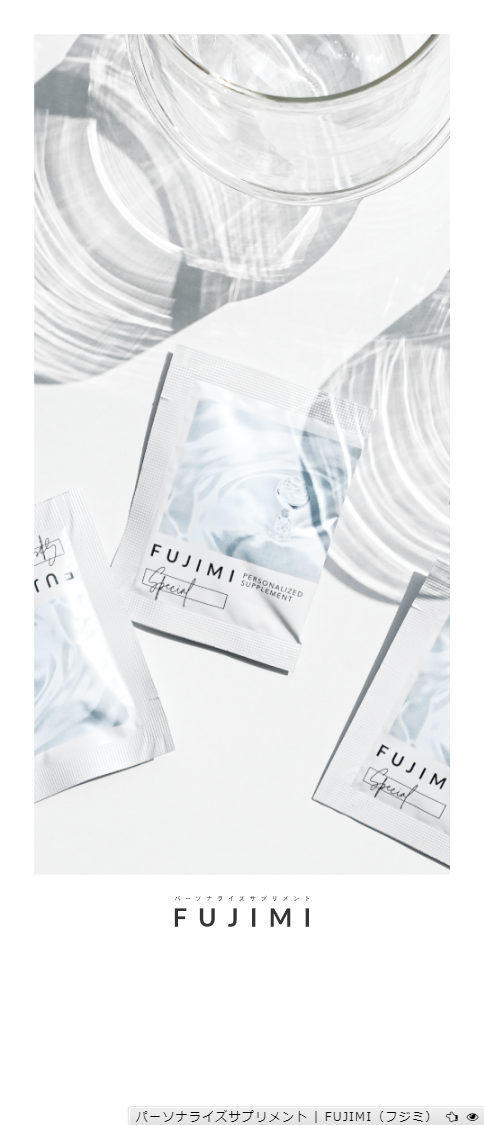 FUJIMI
Special
PERSONALIZED
SUPPLEMENT
FUJIM
Special
パーソナライズサプリメント
FUJIMI
パーソナライズサプリメント | FUJIMI（フジミ）